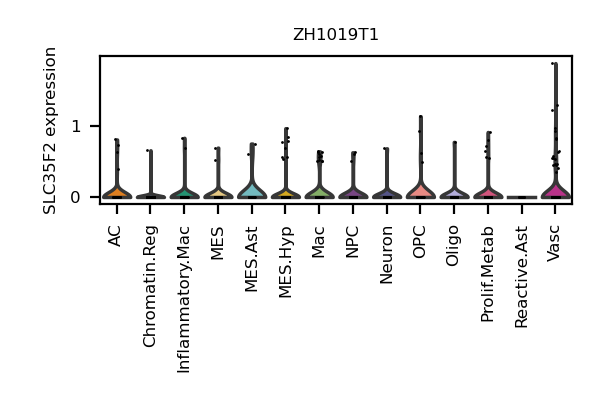 ZH1019T1
SLC35F2 expression
1
0
AC
Chromatin.Reg
Inflammatory.Mac
MES
MES.Ast
MES.Hyp
Mac
NPC
Neuron
OPC
Oligo
Prolif.Metab
Reactive.Ast
Vasc